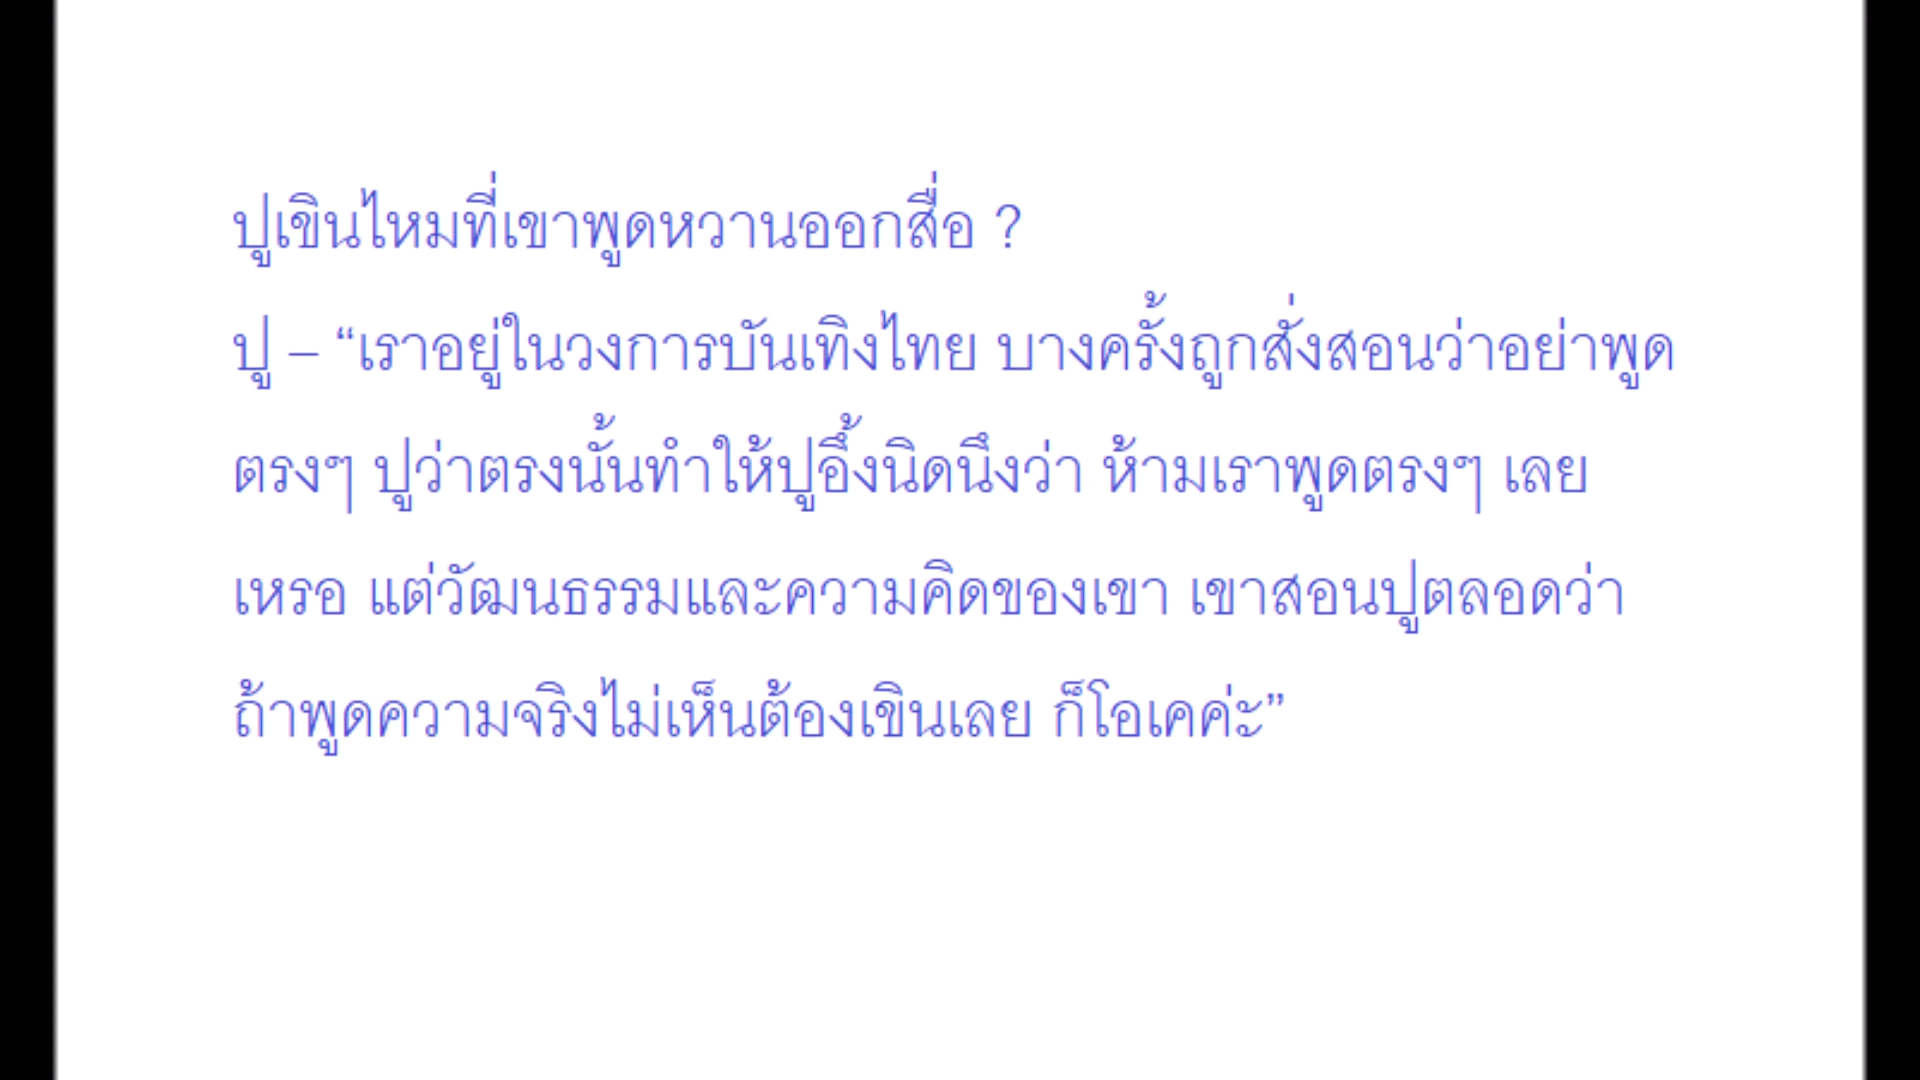 ปูเขินไหมที่เขาพูดหวานออกสื่อ ?
ปู – “เราอยู่ในวงการบันเทิงไทย บางครั้งถูกสั่งสอนว่าอย่าพูด
ตรงๆ ปูว่าตรงนั้นทำให้ปูอึ้งนิดนึงว่า ห้ามเราพูดตรงๆ เลย
เหรอ แต่วัฒนธรรมและความคิดของเขา เขาสอนปูตลอดว่า
ถ้าพูดความจริงไม่เห็นต้องเขินเลย ก็โอเคค่ะ”